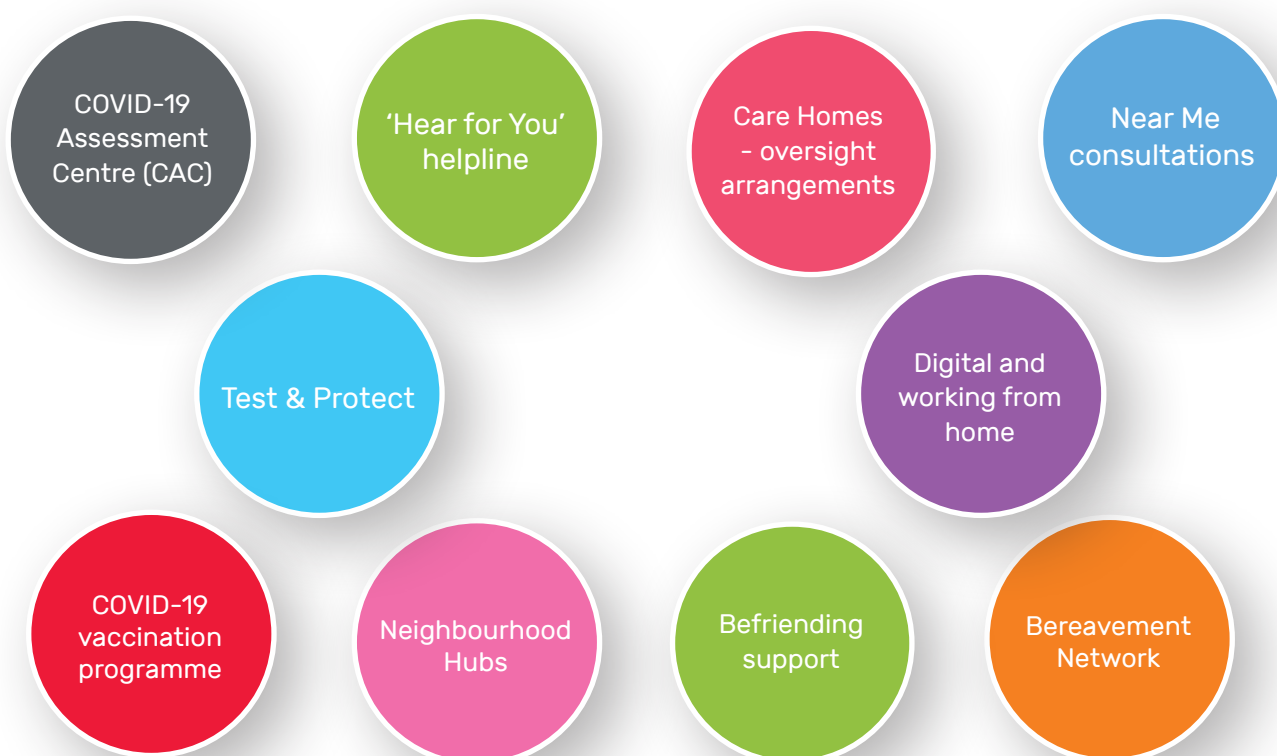 COVID-19
Assessment
Centre (CAC)
‘Hear for You’
helpline
Care Homes
- oversight
arrangements
Near Me
consultations
Test & Protect
Digital and
working from
home
COVID-19
vaccination
programme
Neighbourhood
Hubs
Befriending
support
Bereavement
Network